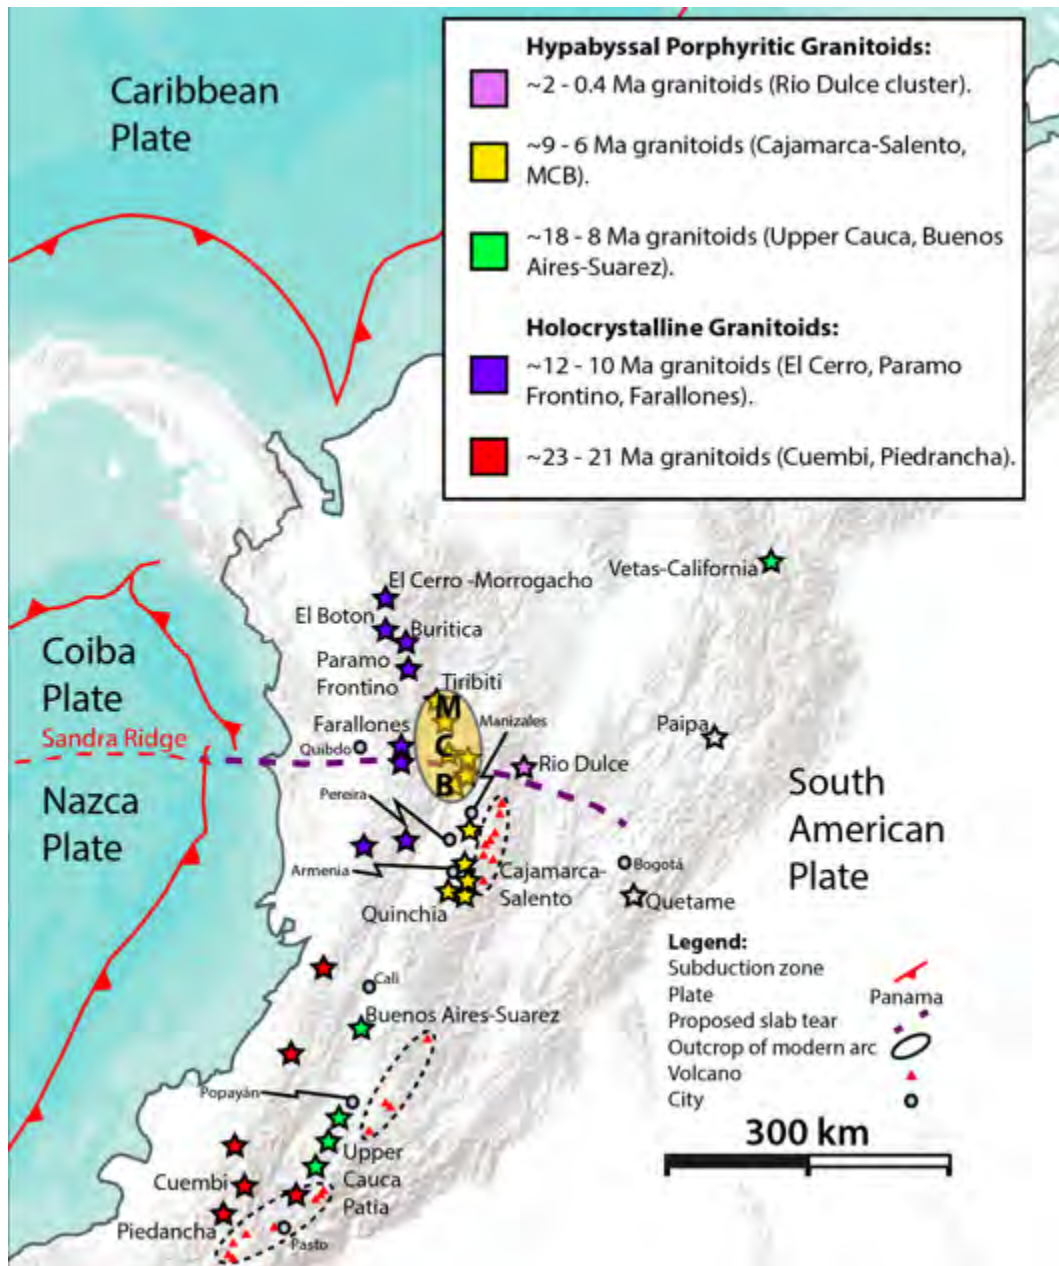 Caribbean
Plate
Hypabyssal Porphyritic Granitoids:
~2 - 0.4 Ma granitoids (Rio Dulce cluster).
~9 - 6 Ma granitoids (Cajamarca-Salento,
MCB).
~18 - 8 Ma granitoids (Upper Cauca, Buenos
Aires-Suarez).
Holocrystalline Granitoids:
~12 - 10 Ma granitoids (El Cerro, Paramo
Frontino, Farallones).
~23 - 21 Ma granitoids (Cuembi, Piedrancha).
Vetas-California
El Cerro -Morrogacho
El Boton
Buritica
Paramo
Frontino
Tiribiti
Coiba
Plate
Sandra Ridge
Nazca
Plate
Farallones
Quibdo
M
C
B
Manizales
Paipa
Rio Dulce
South
American
Plate
Pereira
Armenia
Cajamarca-
Salento
Quinchia
Bogotá
Quetame
Legend:
Subduction zone
Plate
Panama
Proposed slab tear
Outcrop of modern arc
Volcano
City
300 km
Cali
Buenos Aires-Suarez
Popayán
Upper
Cauca
Patia
Cuembi
Piedancha
Pasto